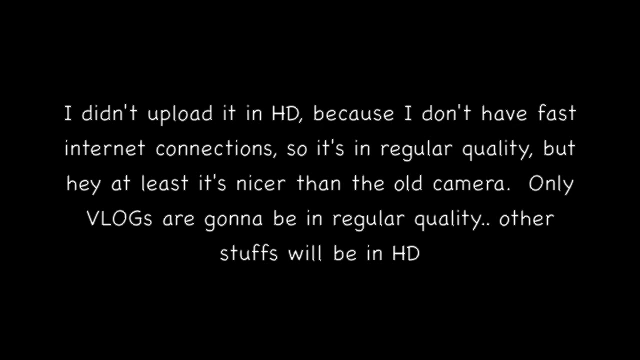 I didn't upload it in HD, because I don't have fast
internet connections, so it's in regular quality, but
hey at least it's nicer than the old camera.  Only
VLOGs are gonna be in regular quality.. other
stuffs will be in HD